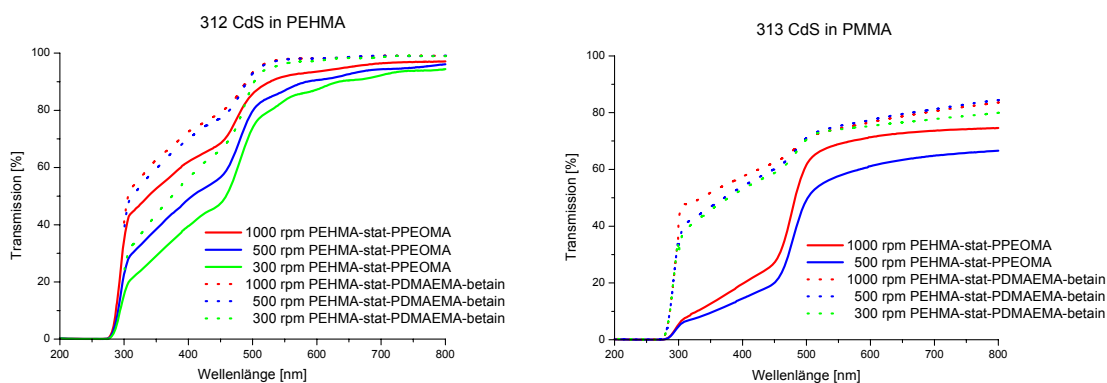 312 CdS in PEHMA
100
80
60
40
20
0
Transmission [%]
1000 rpm PEHMA-stat-PPEOMA
500 rpm PEHMA-stat-PPEOMA
300 rpm PEHMA-stat-PPEOMA
1000 rpm PEHMA-stat-PDMAEMA-betain
500 rpm PEHMA-stat-PDMAEMA-betain
300 rpm PEHMA-stat-PDMAEMA-betain
200 300 400 500 600 700 800
Wellenlänge [nm]
313 CdS in PMMA
100
80
60
40
20
0
Transmission [%]
1000 rpm PEHMA-stat-PPEOMA
500 rpm PEHMA-stat-PPEOMA
1000 rpm PEHMA-stat-PDMAEMA-betain
500 rpm PEHMA-stat-PDMAEMA-betain
300 rpm PEHMA-stat-PDMAEMA-betain
200 300 400 500 600 700 800
Wellenlänge [nm]